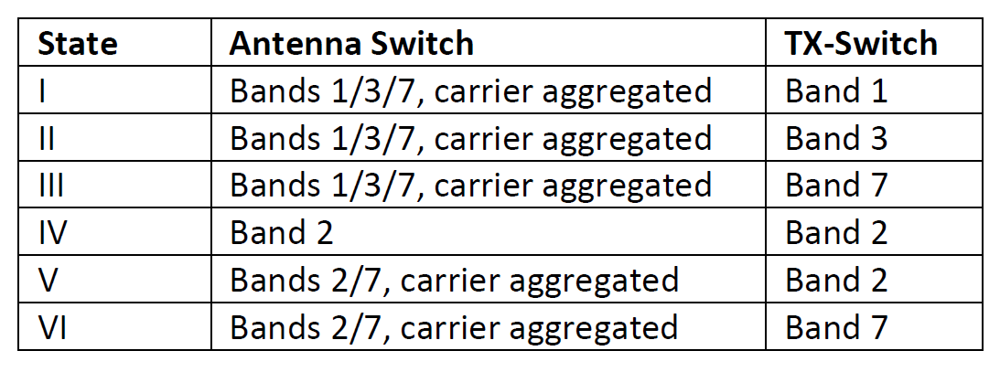 State Antenna Switch TX-Switch
I Bands 1/3/7, carrier aggregated Band 1
II Bands 1/3/7, carrier aggregated Band 3
III Bands 1/3/7, carrier aggregated Band 7
IV Band 2 Band 2
V Bands 2/7, carrier aggregated Band 2
VI Bands 2/7, carrier aggregated Band 7